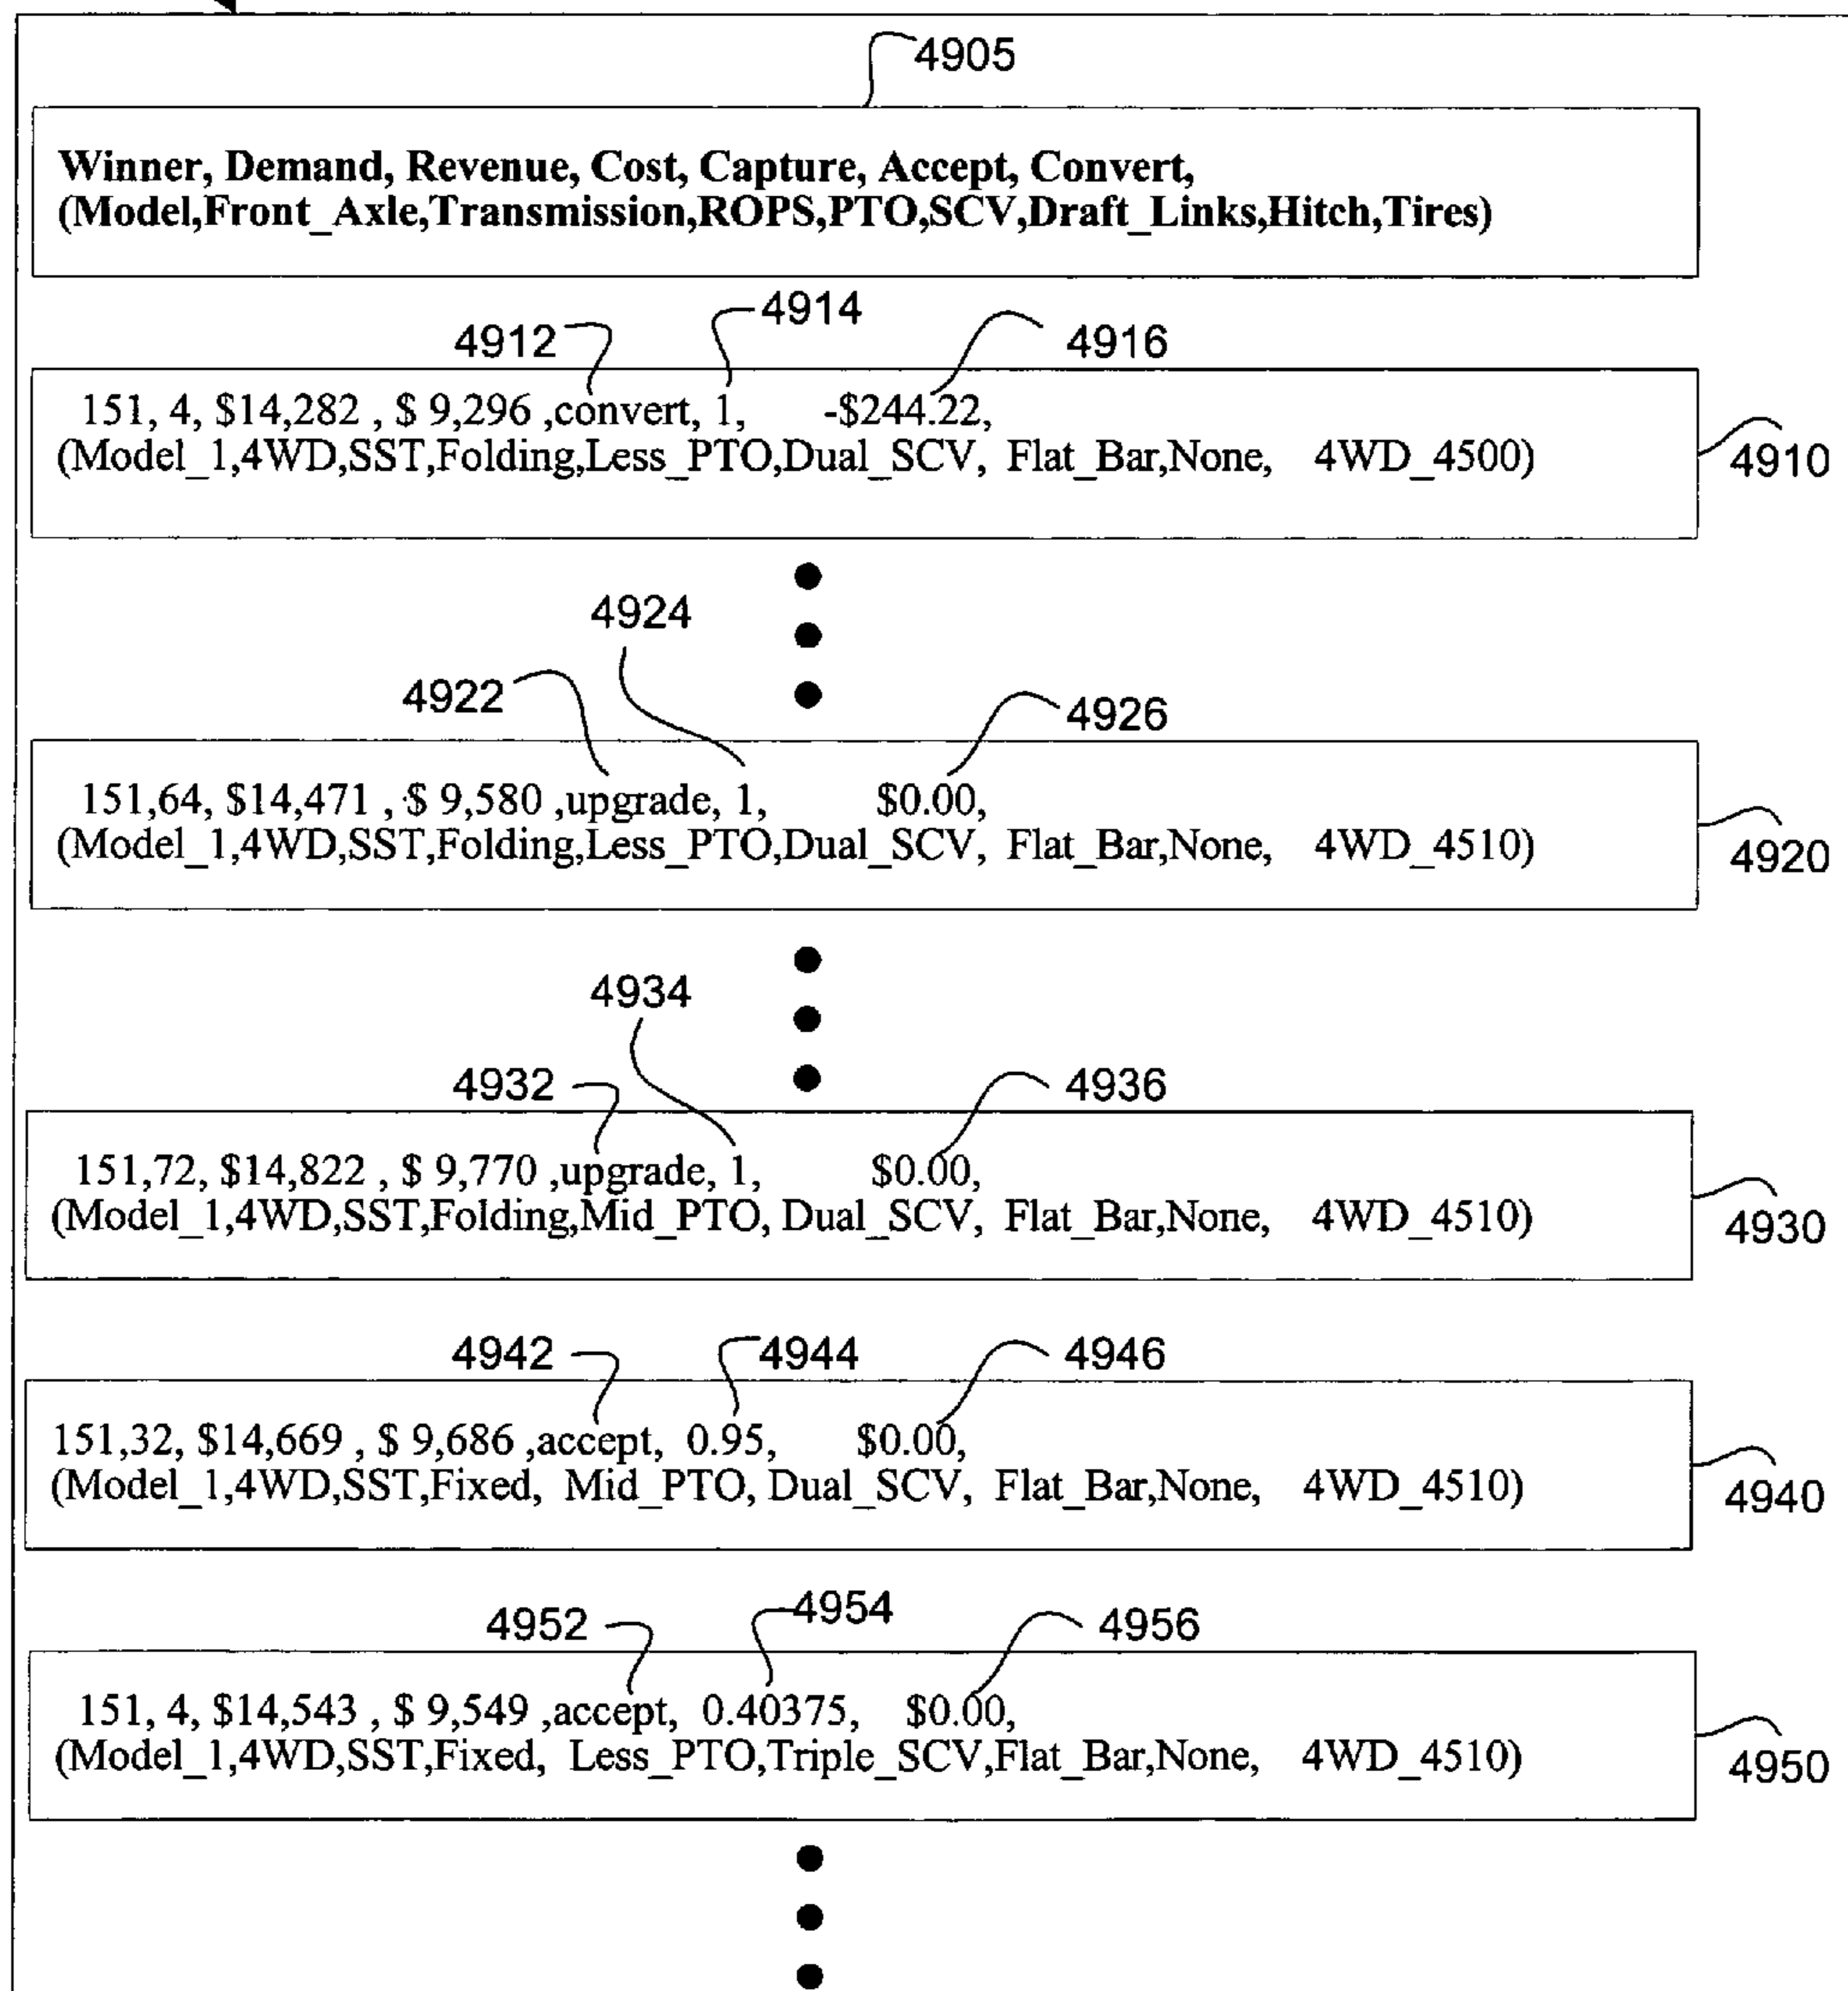 4905
Winner, Demand, Revenue, Cost, Capture, Accept, Convert,
(Model,Front_Axle,Transmission,ROPS,PTO,SCV,Draft_Links,Hitch,Tires)
4912
4914
4916
151, 4, $14,282 , $ 9,296 ,convert, 1, -$244.22,
(Model_1,4WD,SST,Folding,Less_PTO,Dual_SCV, Flat_Bar,None, 4WD_4500)
4910
4924
4922
4926
151,64, $14,471 , $ 9,580 ,upgrade, 1, $0.00,
(Model_1,4WD,SST,Folding,Less_PTO,Dual_SCV, Flat_Bar,None, 4WD_4510)
4920
4934
4932
4936
151,72, $14,822 , $ 9,770 ,upgrade, 1, $0.00,
(Model_1,4WD,SST,Folding,Mid_PTO, Dual_SCV, Flat_Bar,None, 4WD_4510)
4930
4942
4944
4946
151,32, $14,669 , $ 9,686 ,accept, 0.95, $0.00,
(Model_1,4WD,SST,Fixed, Mid_PTO, Dual_SCV, Flat_Bar,None, 4WD_4510)
4940
4952
4954
4956
151, 4, $14,543 , $ 9,549 ,accept, 0.40375, $0.00,
(Model_1,4WD,SST,Fixed, Less_PTO,Triple_SCV,Flat_Bar,None, 4WD_4510)
4950